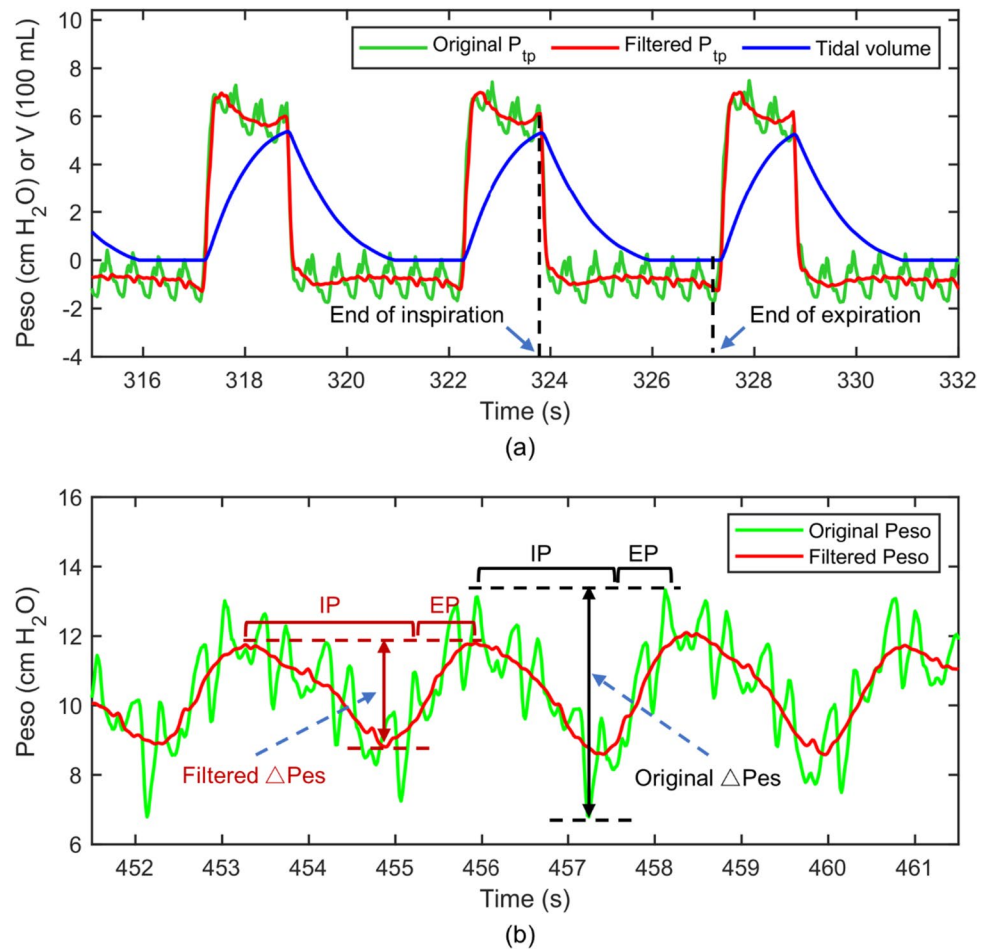 Original P_tp Filtered P_tp Tidal volume
Peso (cm H_2O) or V (100 mL)
10
8
6
4
2
0
-2
-4
End of inspiration End of expiration
316 318 320 322 324 326 328 330 332
Time (s)
(a)
Original Peso
Filtered Peso
Peso (cm H_2O)
16
14
12
10
8
6
IP EP
IP EP
Filtered △Pes
Original △Pes
452 453 454 455 456 457 458 459 460 461
Time (s)
(b)